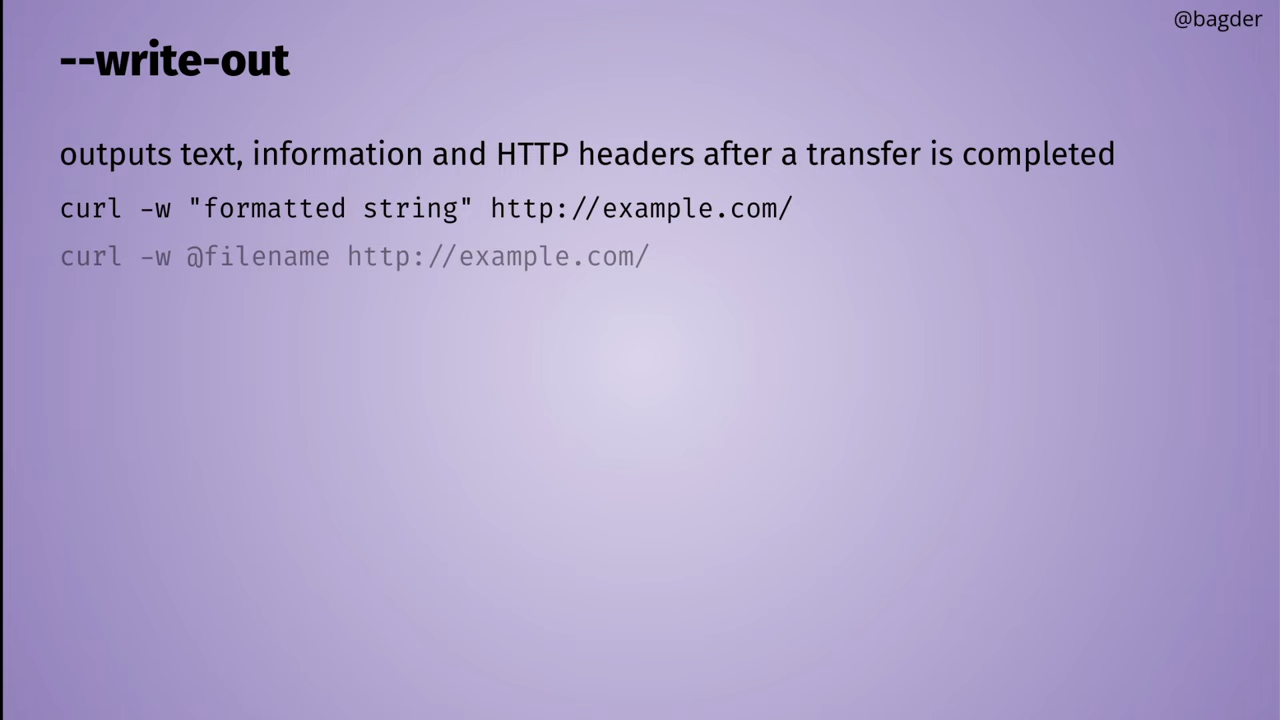 @bagder
--write-out
outputs text, information and HTTP headers after a transfer is completed
curl -w "formatted string" http://example.com/
curl -w @filename http://example.com/